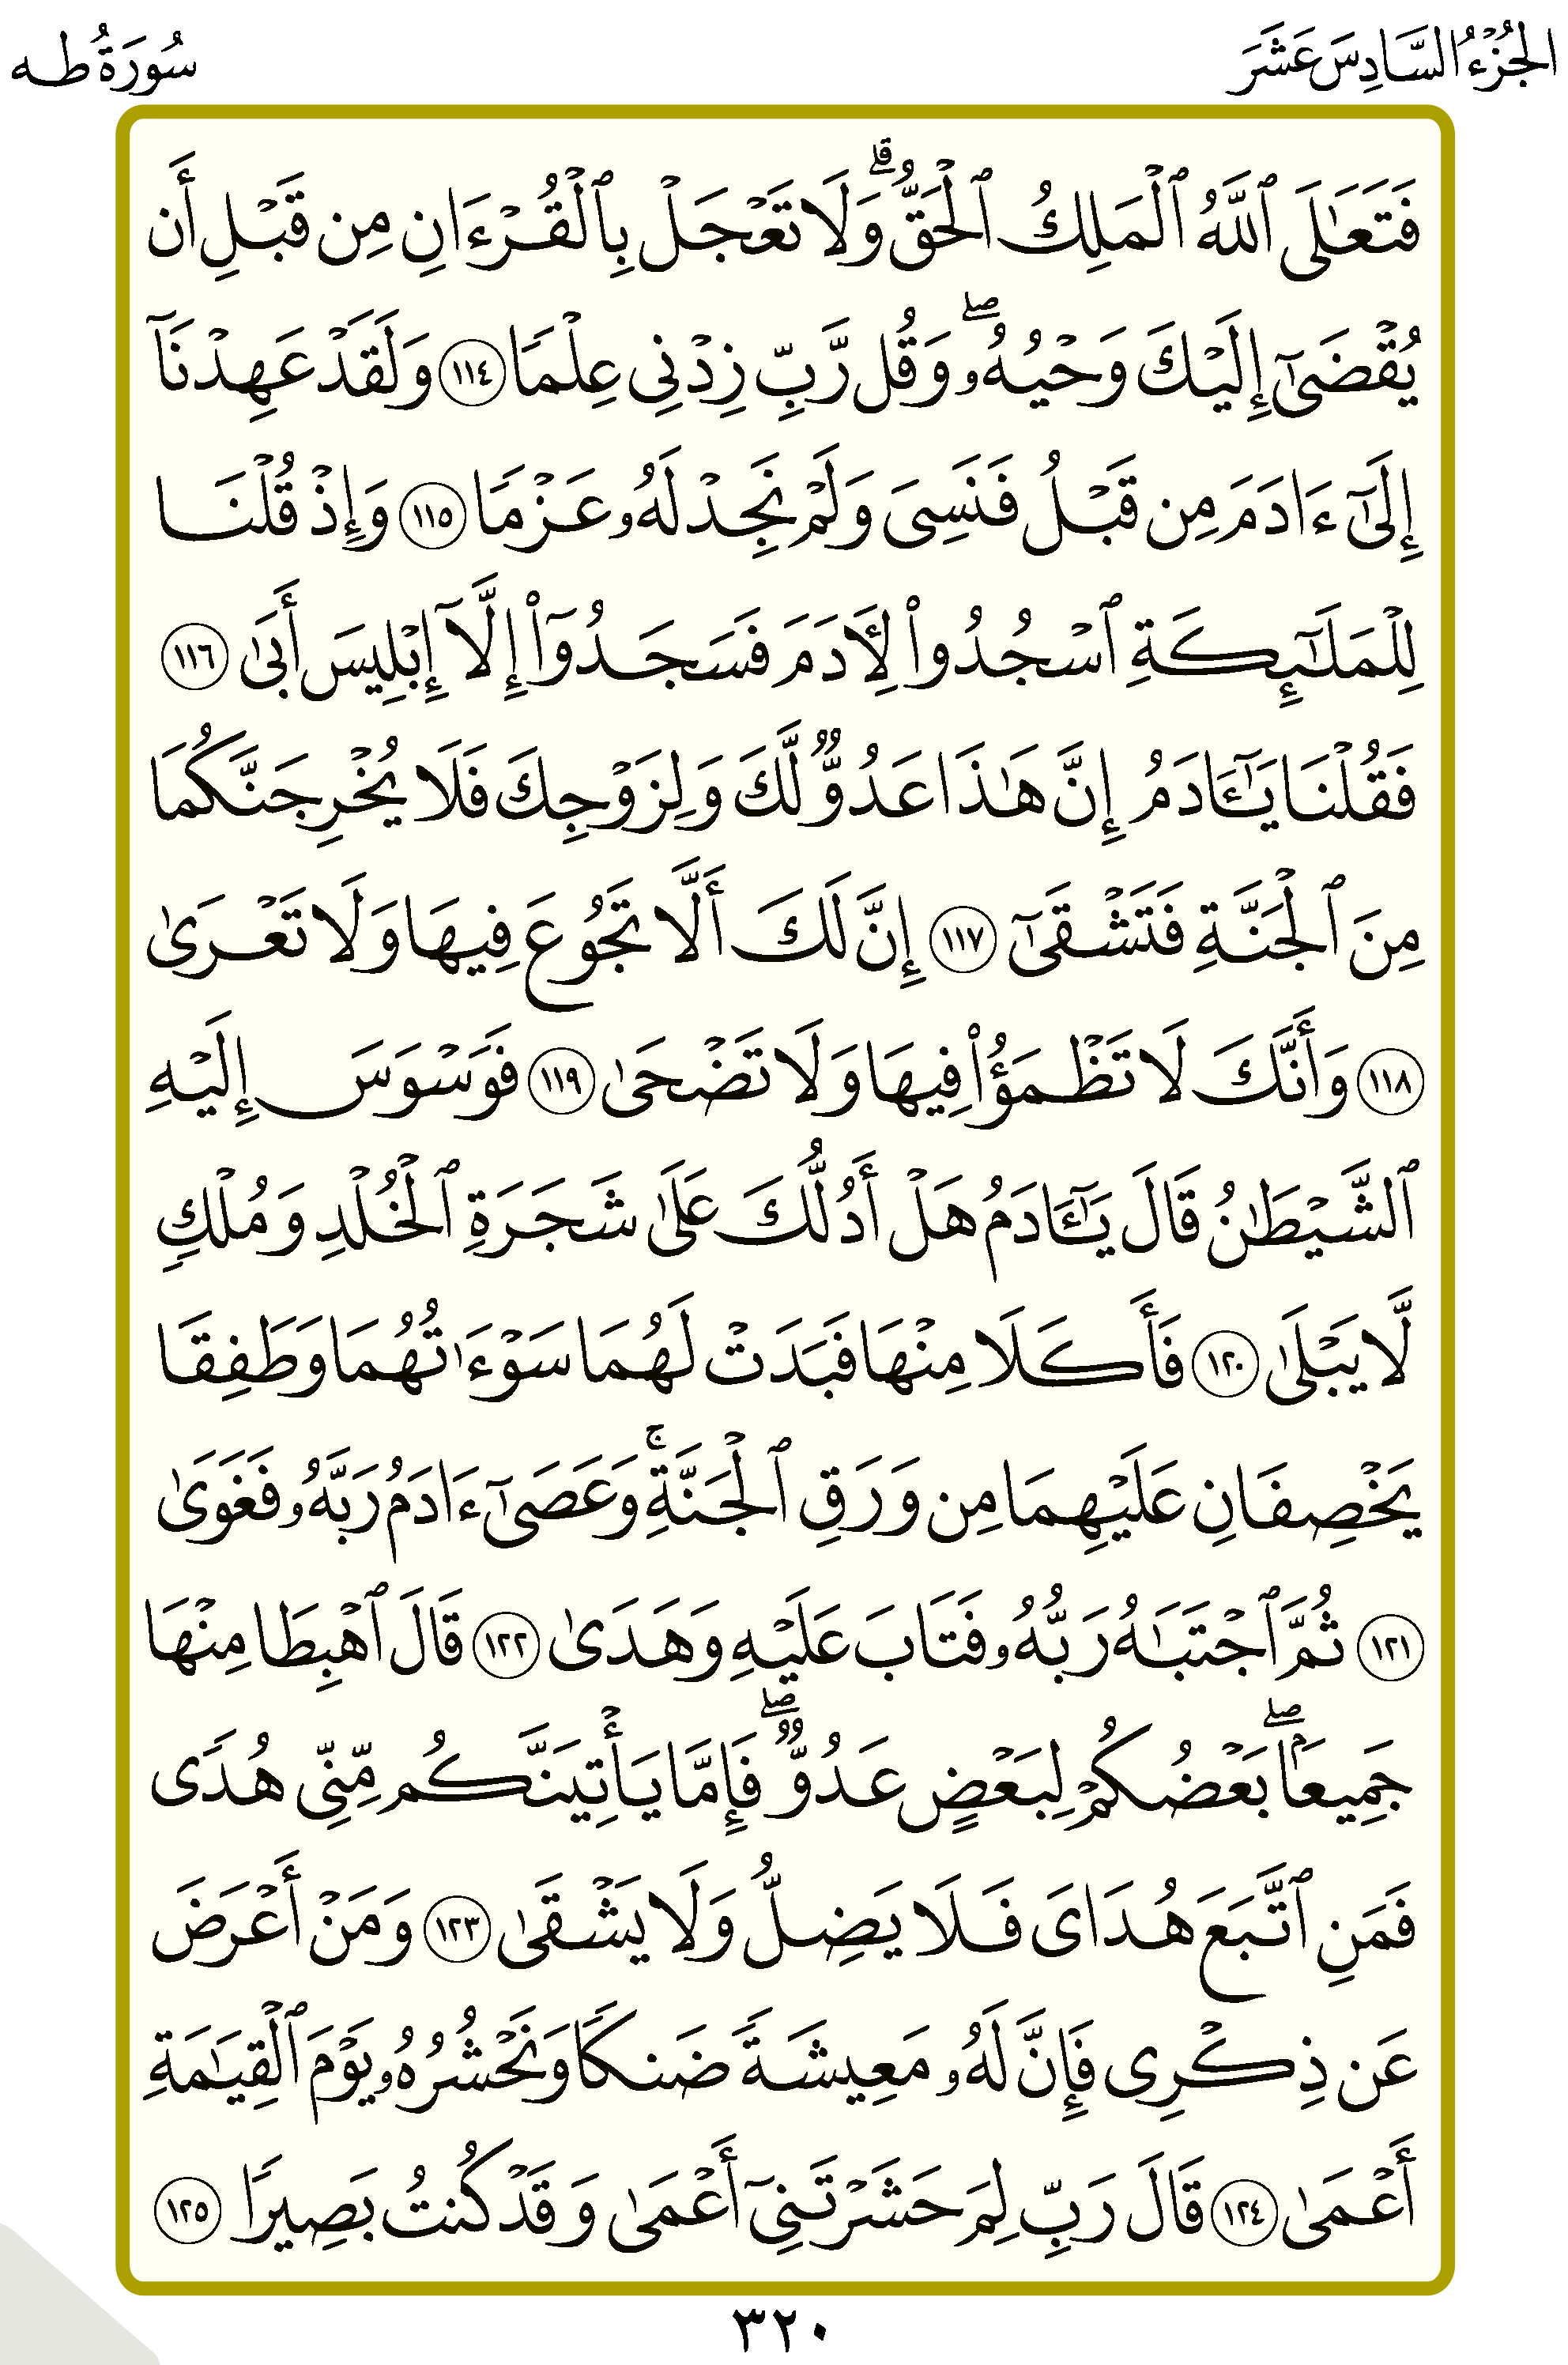 الجُزْءُ السَّادِسَ عَشَرَ
سُورَةُ طه
فَتَعَٰلَى ٱللَّهُ ٱلْمَلِكُ ٱلْحَقُّ ۗ وَلَا تَعْجَلْ بِٱلْقُرْءَانِ مِن قَبْلِ أَن
يُقْضَىٰٓ إِلَيْكَ وَحْيُهُۥ ۖ وَقُل رَّبِّ زِدْنِى عِلْمًا ١١٤ وَلَقَدْ عَهِدْنَآ
إِلَىٰٓ ءَادَمَ مِن قَبْلُ فَنَسِىَ وَلَمْ نَجِدْ لَهُۥ عَزْمًا ١١٥ وَإِذْ قُلْنَا
لِلْمَلَٰٓئِكَةِ ٱسْجُدُوا۟ لِأَدَمَ فَسَجَدُوٓا۟ إِلَّآ إِبْلِيسَ أَبَىٰ ١١٦
فَقُلْنَا يَٰٓـَٔادَمُ إِنَّ هَٰذَا عَدُوٌّ لَّكَ وَلِزَوْجِكَ فَلَا يُخْرِجَنَّكُمَا
مِنَ ٱلْجَنَّةِ فَتَشْقَىٰٓ ١١٧ إِنَّ لَكَ أَلَّا تَجُوعَ فِيهَا وَلَا تَعْرَىٰ
١١٨ وَأَنَّكَ لَا تَظْمَؤُا۟ فِيهَا وَلَا تَضْحَىٰ ١١٩ فَوَسْوَسَ إِلَيْهِ
ٱلشَّيْطَٰنُ قَالَ يَٰٓـَٔادَمُ هَلْ أَدُلُّكَ عَلَىٰ شَجَرَةِ ٱلْخُلْدِ وَمُلْكٍ
لَّا يَبْلَىٰ ١٢٠ فَأَكَلَا مِنْهَا فَبَدَتْ لَهُمَا سَوْءَٰتُهُمَا وَطَفِقَا
يَخْصِفَانِ عَلَيْهِمَا مِن وَرَقِ ٱلْجَنَّةِ ۚ وَعَصَىٰٓ ءَادَمُ رَبَّهُۥ فَغَوَىٰ
١٢١ ثُمَّ ٱجْتَبَٰهُ رَبُّهُۥ فَتَابَ عَلَيْهِ وَهَدَىٰ ١٢٢ قَالَ ٱهْبِطَا مِنْهَا
جَمِيعًۢا ۖ بَعْضُكُمْ لِبَعْضٍ عَدُوٌّ ۖ فَإِمَّا يَأْتِيَنَّكُم مِّنِّى هُدًى
فَمَنِ ٱتَّبَعَ هُدَاىَ فَلَا يَضِلُّ وَلَا يَشْقَىٰ ١٢٣ وَمَنْ أَعْرَضَ
عَن ذِكْرِى فَإِنَّ لَهُۥ مَعِيشَةً ضَنكًا وَنَحْشُرُهُۥ يَوْمَ ٱلْقِيَٰمَةِ
أَعْمَىٰ ١٢٤ قَالَ رَبِّ لِمَ حَشَرْتَنِىٓ أَعْمَىٰ وَقَدْ كُنتُ بَصِيرًا ١٢٥
٣٢٠